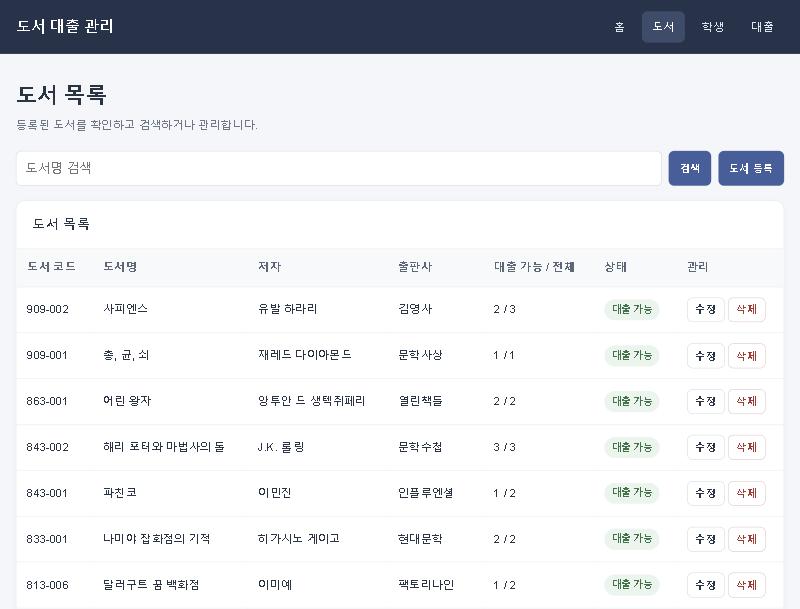 도서 대출 관리
홈 도서 학생 대출
도서 목록
등록된 도서를 확인하고 검색하거나 관리합니다.
도서명 검색 검색 도서 등록
도서 목록
도서 코드 도서명 저자 출판사 대출 가능 / 전체 상태 관리
909-002 사피엔스 유발 하라리 김영사 2 / 3 대출 가능 수정 삭제
909-001 총, 균, 쇠 재레드 다이아몬드 문학사상 1 / 1 대출 가능 수정 삭제
863-001 어린 왕자 앙투안 드 생텍쥐페리 열린책들 2 / 2 대출 가능 수정 삭제
843-002 해리 포터와 마법사의 돌 J.K. 롤링 문학수첩 3 / 3 대출 가능 수정 삭제
843-001 파친코 이민진 인플루엔셜 1 / 2 대출 가능 수정 삭제
833-001 나미야 잡화점의 기적 히가시노 게이고 현대문학 2 / 2 대출 가능 수정 삭제
813-006 달러구트 꿈 백화점 이미예 팩토리나인 1 / 2 대출 가능 수정 삭제